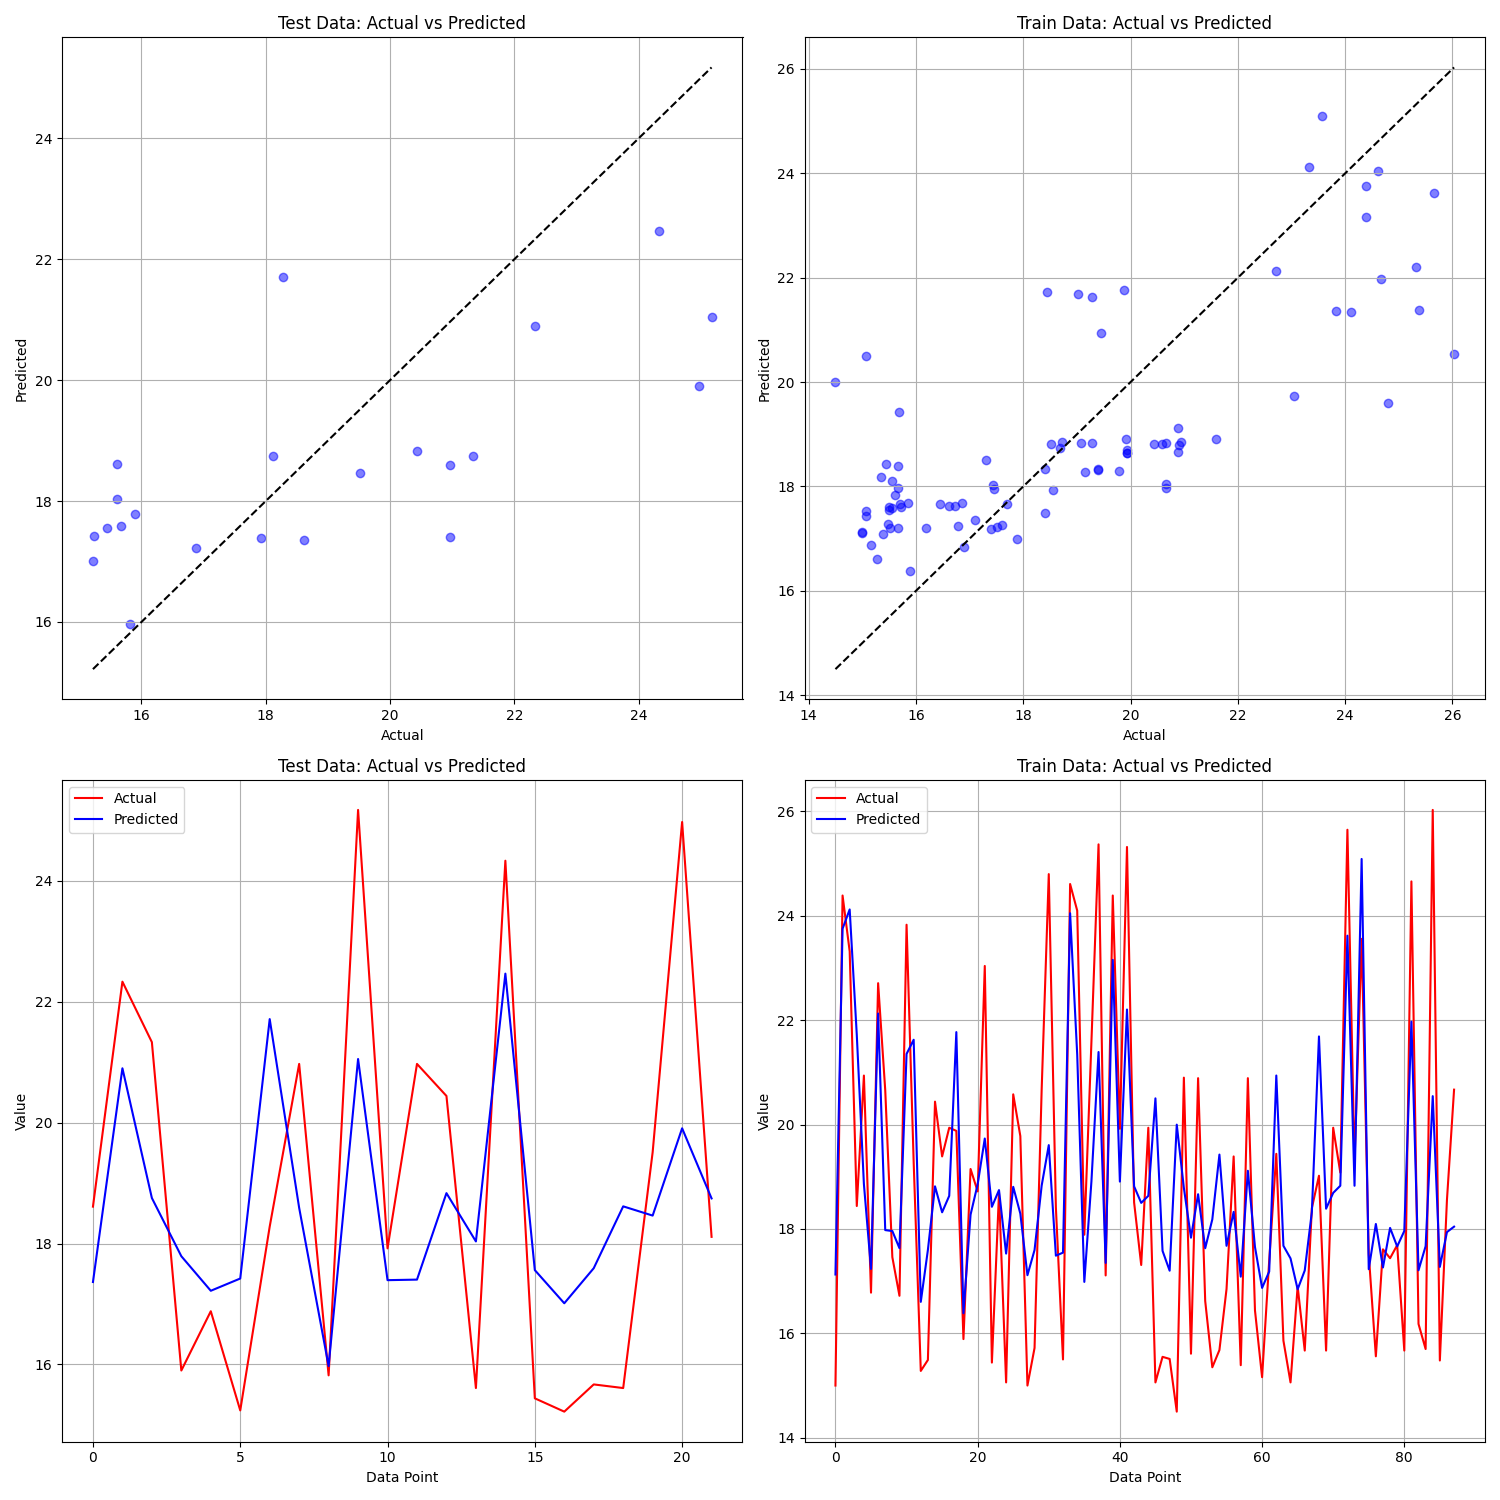 Test Data: Actual vs Predicted
24
22
20
18
16
Predicted
16 18 20 22 24
Actual
Train Data: Actual vs Predicted
26
24
22
20
18
16
14
Predicted
14 16 18 20 22 24 26
Actual
Test Data: Actual vs Predicted
Actual
Predicted
24
22
20
18
16
Value
0 5 10 15 20
Data Point
Train Data: Actual vs Predicted
Actual
Predicted
26
24
22
20
18
16
14
Value
0 20 40 60 80
Data Point